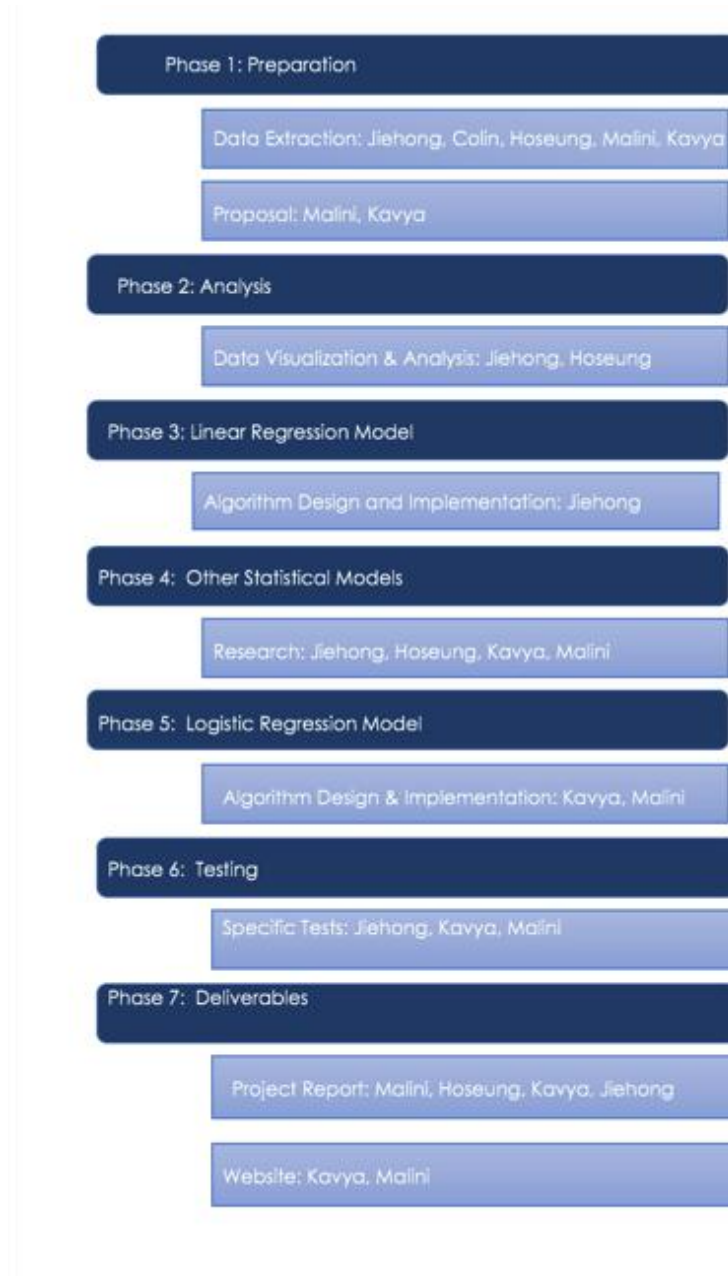 Phase 1: Preparation
Data Extraction: Jiehong, Colin, Hoseung, Malini, Kavya
Proposal: Malini, Kavya
Phase 2: Analysis
Data Visualization & Analysis: Jiehong, Hoseung
Phase 3: Linear Regression Model
Algorithm Design and Implementation: Jiehong
Phase 4: Other Statistical Models
Research: Jiehong, Hoseung, Kavya, Malini
Phase 5: Logistic Regression Model
Algorithm Design & Implementation: Kavya, Malini
Phase 6: Testing
Specific Tests: Jiehong, Kavya, Malini
Phase 7: Deliverables
Project Report: Malini, Hoseung, Kavya, Jiehong
Website: Kavya, Malini